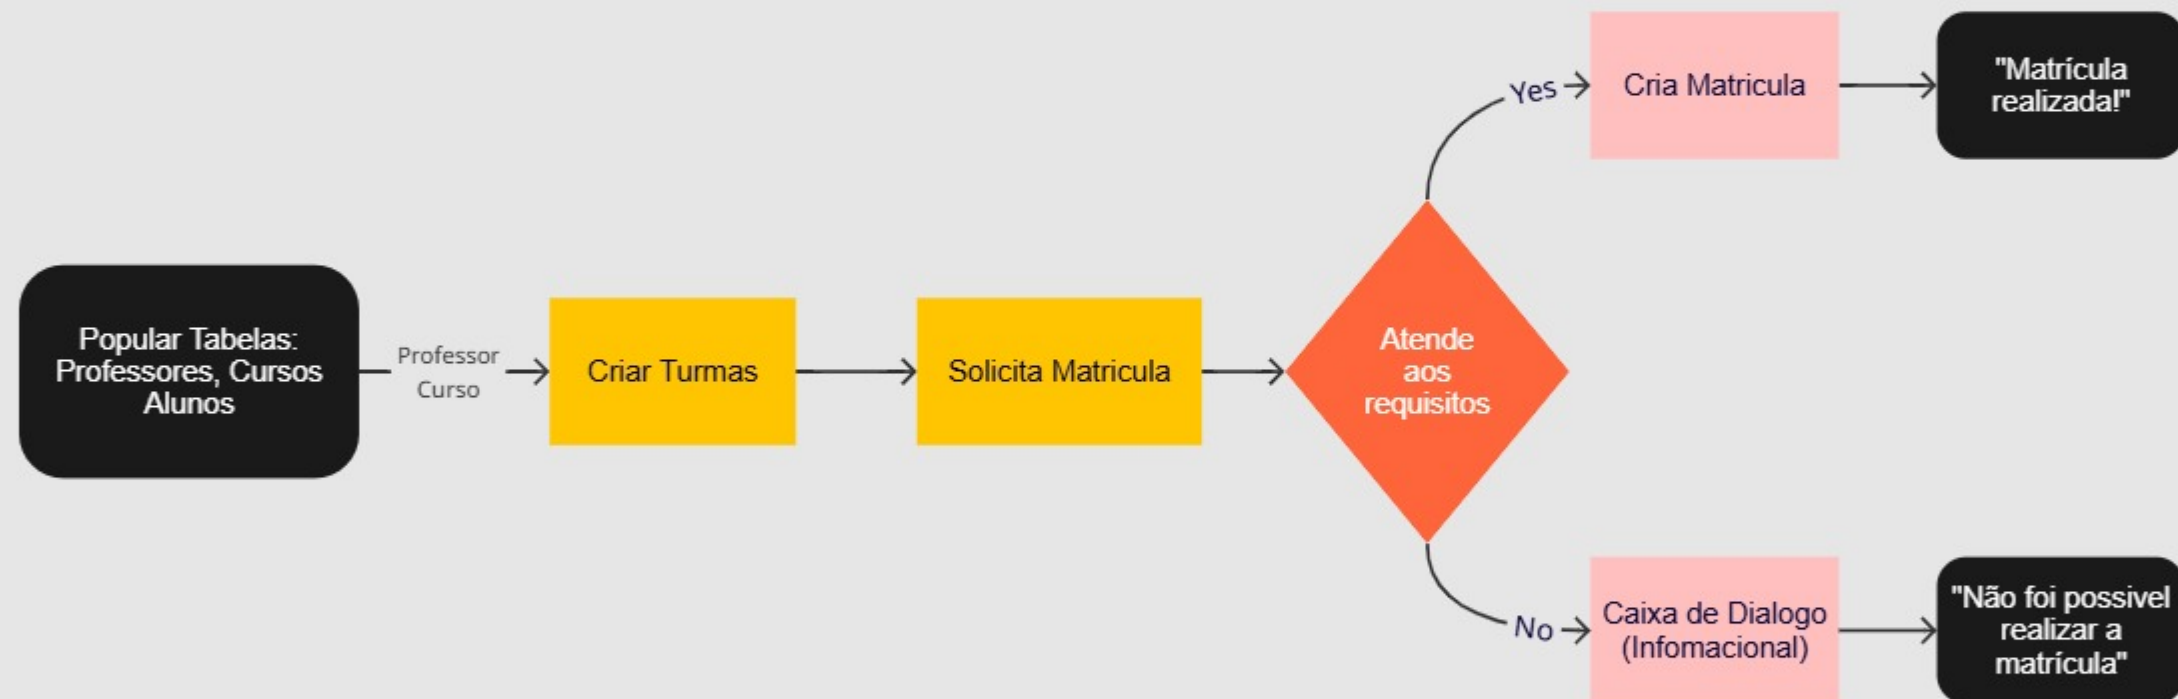 Popular Tabelas:
Professores, Cursos
Alunos
Professor
Curso
Criar Turmas
Solicita Matricula
Atende
aos
requisitos
Yes
Cria Matricula
"Matrícula
realizada!"
No
Caixa de Dialogo
(Infomacional)
"Não foi possivel
realizar a
matrícula"